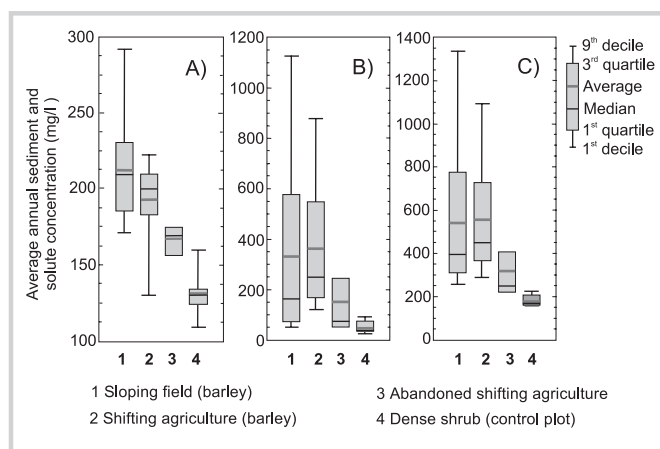 Average annual sediment and
solute concentration (mg/l)
300
250
200
150
100
A)
1 2 3 4
1200
1000
800
600
400
200
0
B)
1 2 3 4
1400
1200
1000
800
600
400
200
0
C)
1 2 3 4
9th decile
3rd quartile
Average
Median
1st quartile
1st decile
1 Sloping field (barley)
2 Shifting agriculture (barley)
3 Abandoned shifting agriculture
4 Dense shrub (control plot)